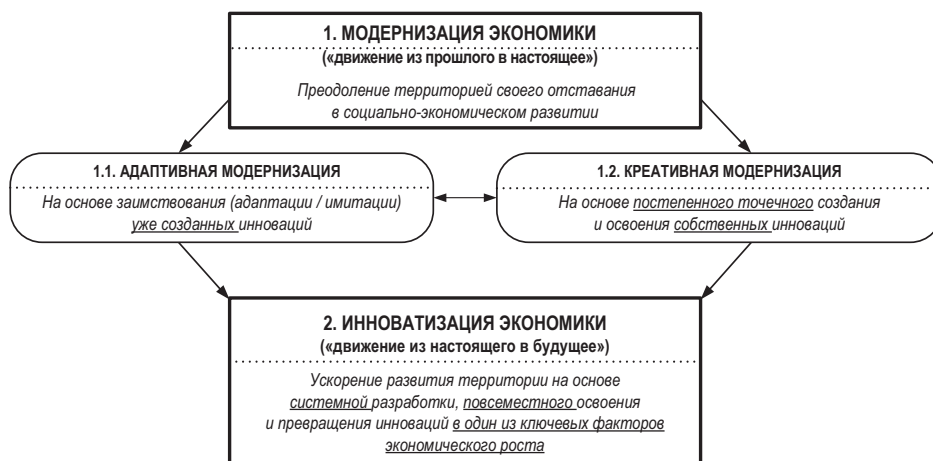 1. МОДЕРНИЗАЦИЯ ЭКОНОМИКИ
(«движение из прошлого в настоящее»)
Преодоление территорией своего отставания
в социально-экономическом развитии
1.1. АДАПТИВНАЯ МОДЕРНИЗАЦИЯ
На основе заимствования (адаптации / имитации)
уже созданных инноваций
1.2. КРЕАТИВНАЯ МОДЕРНИЗАЦИЯ
На основе постепенного точечного создания
и освоения собственных инноваций
2. ИННОВАТИЗАЦИЯ ЭКОНОМИКИ
(«движение из настоящего в будущее»)
Ускорение развития территории на основе
системной разработки, повсеместного освоения
и превращения инноваций в один из ключевых факторов
экономического роста